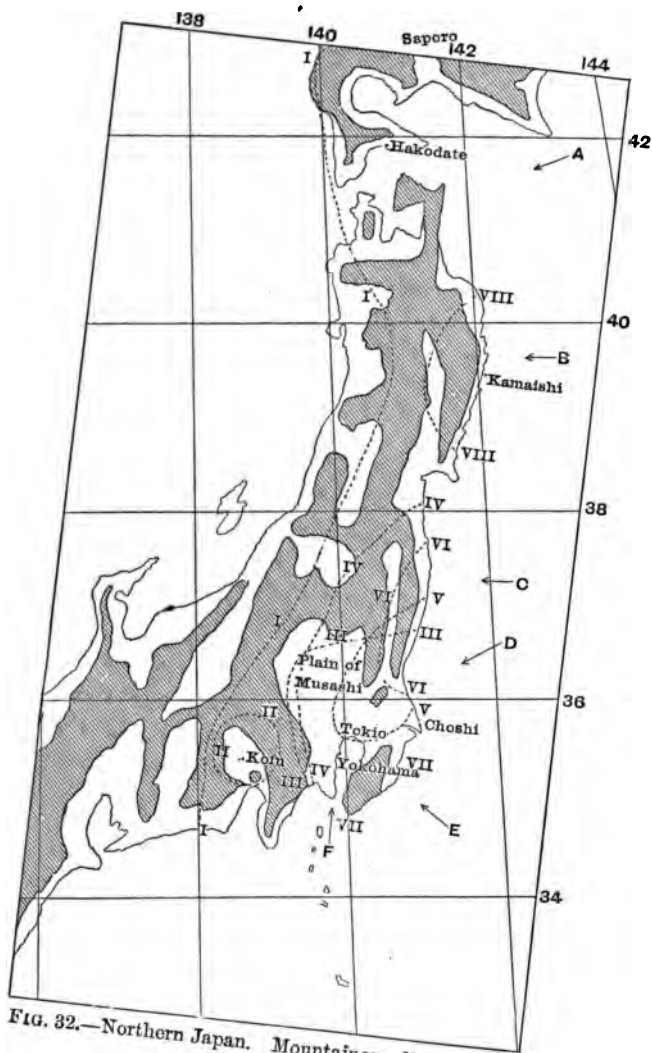 138
140
Saporo
142
144
I
42
Hakodate
A
I
VIII
40
B
Kamaishi
VIII
38
IV
IV
VI
C
VI
V
I
III
III
D
Plain of
Musashi
VI
36
II
V
Tokio
Choshi
II
Kofu
III
IV
Yokohama
VII
I
VII
F
E
34
FIG. 32.—Northern Japan. Mountainous